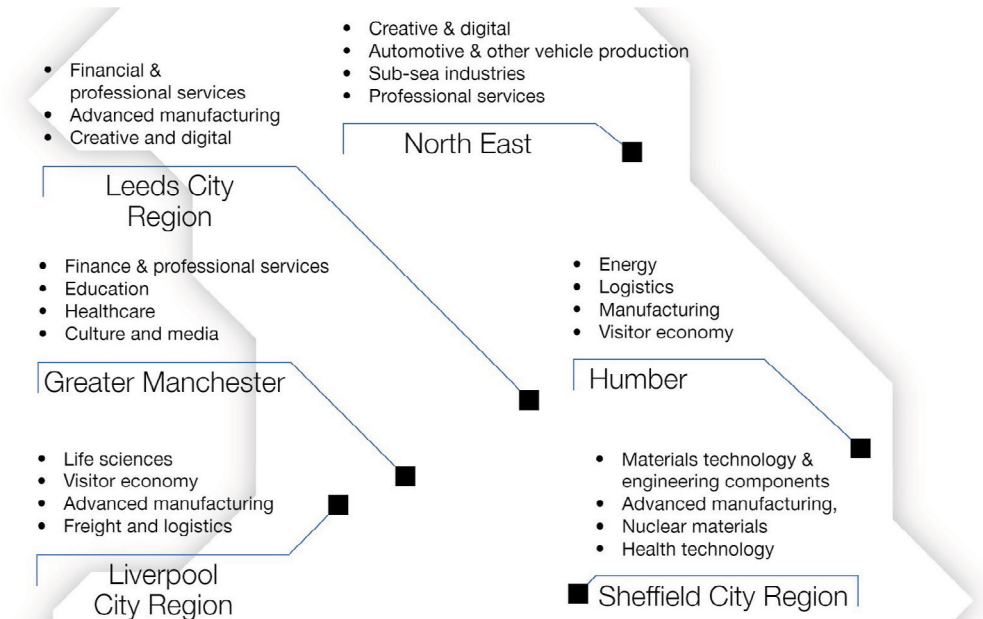 • Creative & digital
• Automotive & other vehicle production
• Sub-sea industries
• Professional services
North East
• Financial &
professional services
• Advanced manufacturing
• Creative and digital
Leeds City
Region
• Finance & professional services
• Education
• Healthcare
• Culture and media
Greater Manchester
• Energy
• Logistics
• Manufacturing
• Visitor economy
Humber
• Life sciences
• Visitor economy
• Advanced manufacturing
• Freight and logistics
Liverpool
City Region
• Materials technology &
engineering components
• Advanced manufacturing,
• Nuclear materials
• Health technology
Sheffield City Region